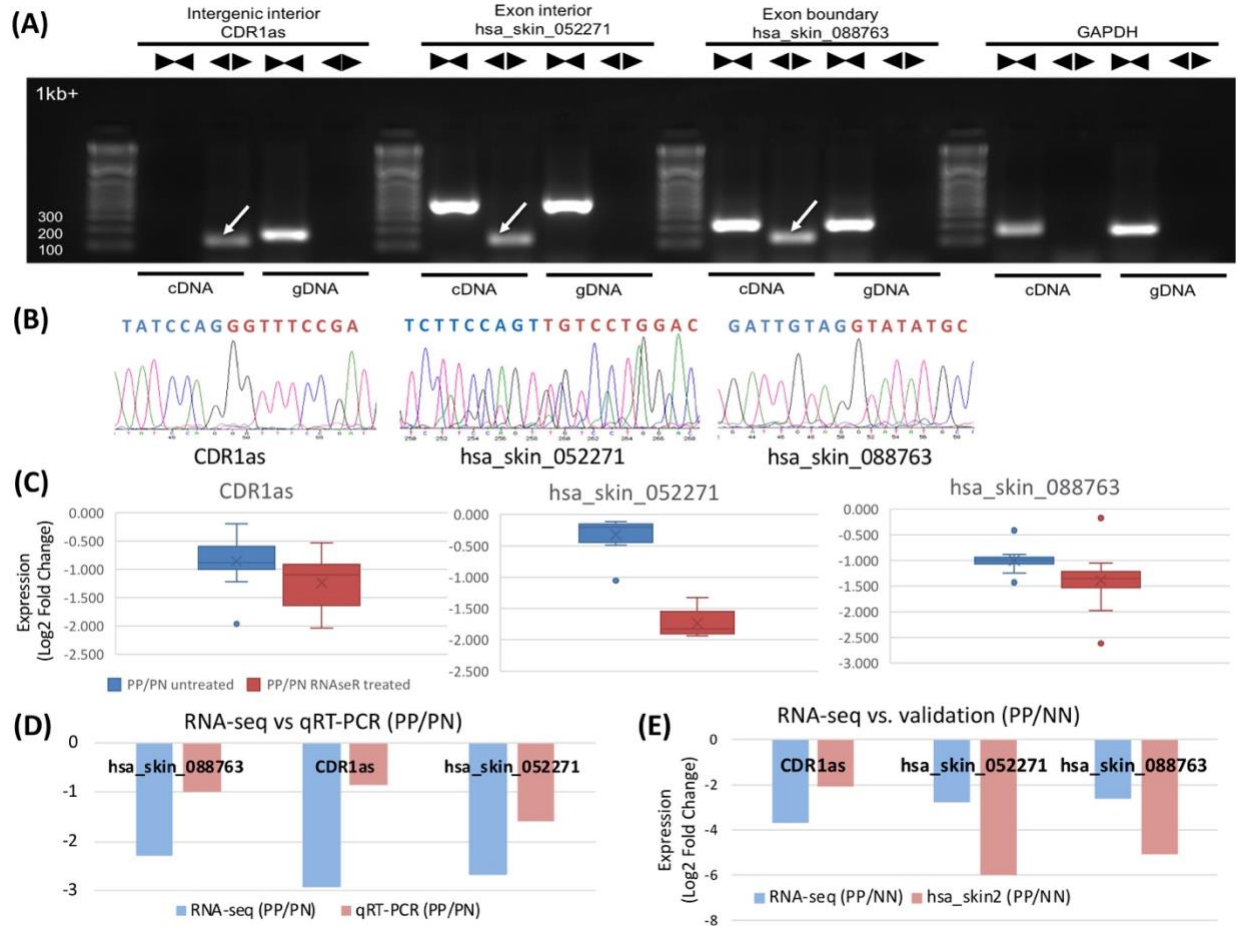 (A)
Intergenic interior
CDR1as
Exon interior
hsa_skin_052271
Exon boundary
hsa_skin_088763
GAPDH
1kb+
300
200
100
cDNA
gDNA
cDNA
gDNA
cDNA
gDNA
cDNA
gDNA
(B)
TATCCAGGGTTTCCGA
TCTTCCAGTTGTCCTGGAC
GATTGTAGGTATATGC
CDR1as
hsa_skin_052271
hsa_skin_088763
(C)
CDR1as
Expression
(Log2 Fold Change)
0.000
-0.500
-1.000
-1.500
-2.000
-2.500
PP/PN untreated
PP/PN RNAseR treated
hsa_skin_052271
0.000
-0.500
-1.000
-1.500
-2.000
-2.500
hsa_skin_088763
0.000
-0.500
-1.000
-1.500
-2.000
-2.500
-3.000
(D)
RNA-seq vs qRT-PCR (PP/PN)
0
-1
-2
-3
hsa_skin_088763
CDR1as
hsa_skin_052271
RNA-seq (PP/PN)
qRT-PCR (PP/PN)
(E)
RNA-seq vs. validation (PP/NN)
Expression
(Log2 Fold Change)
0
-2
-4
-6
-8
CDR1as
hsa_skin_052271
hsa_skin_088763
RNA-seq (PP/NN)
hsa_skin2 (PP/NN)